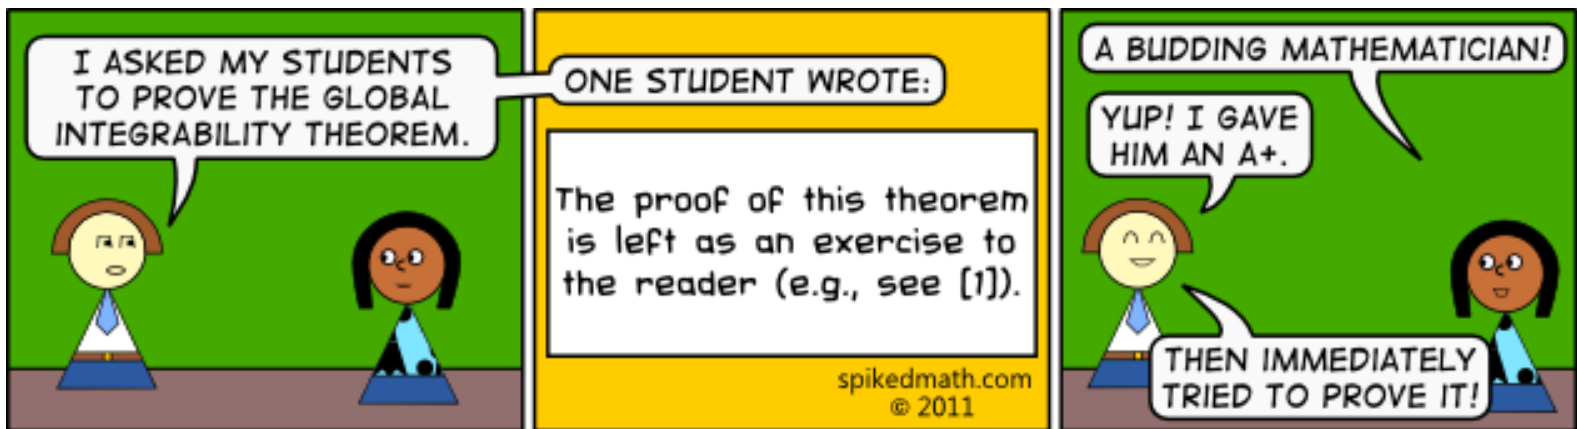 I ASKED MY STUDENTS
TO PROVE THE GLOBAL
INTEGRABILITY THEOREM.
ONE STUDENT WROTE:
The proof of this theorem
is left as an exercise to
the reader (e.g., see [1]).
spikedmath.com
© 2011
A BUDDING MATHEMATICIAN!
YUP! I GAVE
HIM AN A+.
THEN IMMEDIATELY
TRIED TO PROVE IT!